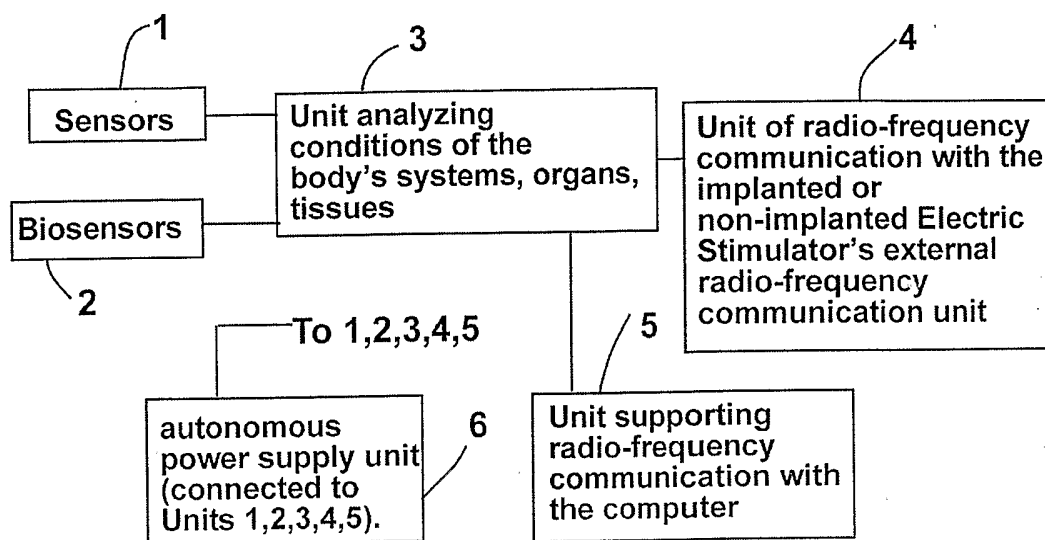 1
Sensors
Biosensors
2
3
Unit analyzing
conditions of the
body's systems, organs,
tissues
4
Unit of radio-frequency
communication with the
implanted or
non-implanted Electric
Stimulator's external
radio-frequency
communication unit
To 1,2,3,4,5
autonomous
power supply unit
(connected to
Units 1,2,3,4,5).
6
5
Unit supporting
radio-frequency
communication with
the computer